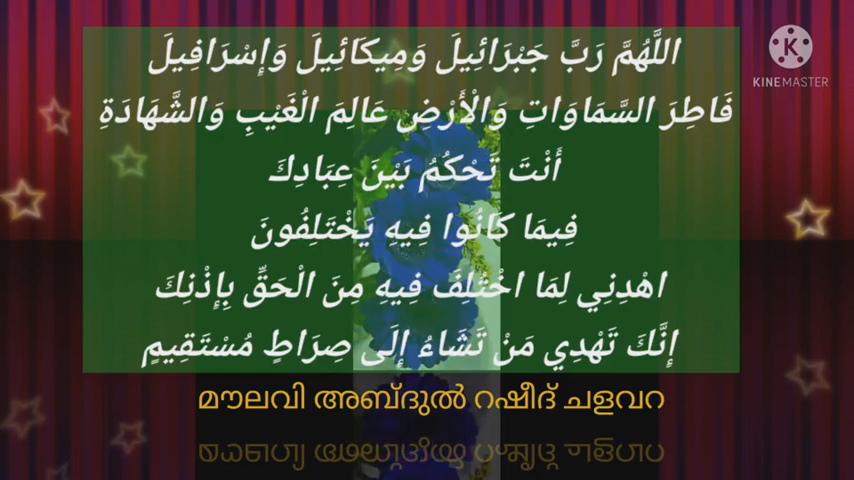 اللَّهُمَّ رَبَّ جَبْرَائِيلَ وَمِيكَائِيلَ وَإِسْرَافِيلَ
فَاطِرَ السَّمَاوَاتِ وَالْأَرْضِ عَالِمَ الْغَيْبِ وَالشَّهَادَةِ
أَنْتَ تَحْكُمُ بَيْنَ عِبَادِكَ
فِيمَا كَانُوا فِيهِ يَخْتَلِفُونَ
اهْدِنِي لِمَا اخْتُلِفَ فِيهِ مِنَ الْحَقِّ بِإِذْنِكَ
إِنَّكَ تَهْدِي مَنْ تَشَاءُ إِلَى صِرَاطٍ مُسْتَقِيمٍ
മൗലവി അബ്ദുൽ റഷീദ് ചളവറ
K
KINEMASTER